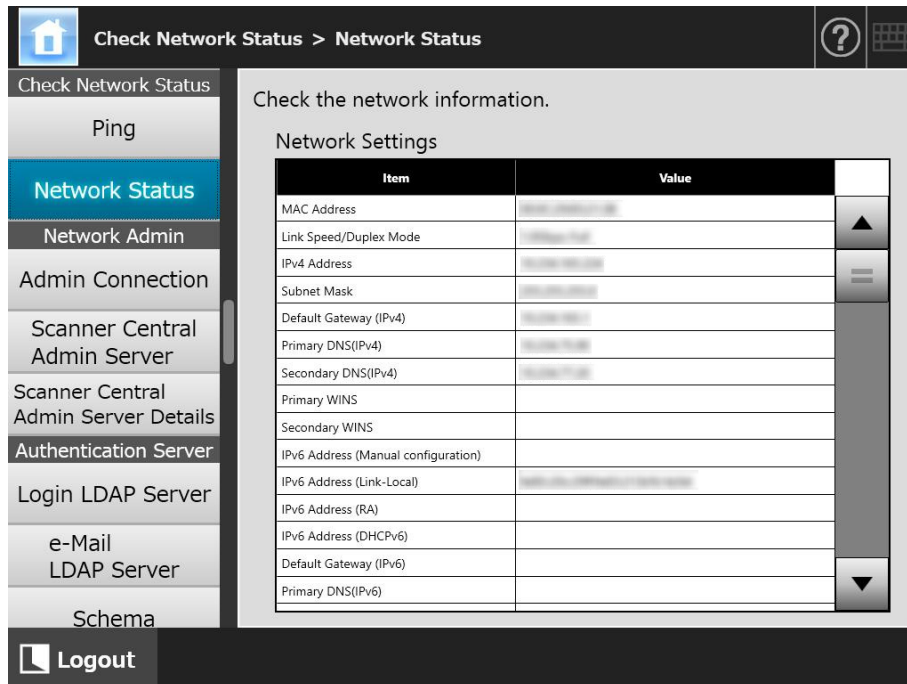 Check Network Status > Network Status
?
Check Network Status
Ping
Network Status
Network Admin
Admin Connection
Scanner Central
Admin Server
Scanner Central
Admin Server Details
Authentication Server
Login LDAP Server
e-Mail
LDAP Server
Schema
Check the network information.
Network Settings
Item Value
MAC Address
Link Speed/Duplex Mode
IPv4 Address
Subnet Mask
Default Gateway (IPv4)
Primary DNS(IPv4)
Secondary DNS(IPv4)
Primary WINS
Secondary WINS
IPv6 Address (Manual configuration)
IPv6 Address (Link-Local)
IPv6 Address (RA)
IPv6 Address (DHCPv6)
Default Gateway (IPv6)
Primary DNS(IPv6)
Logout